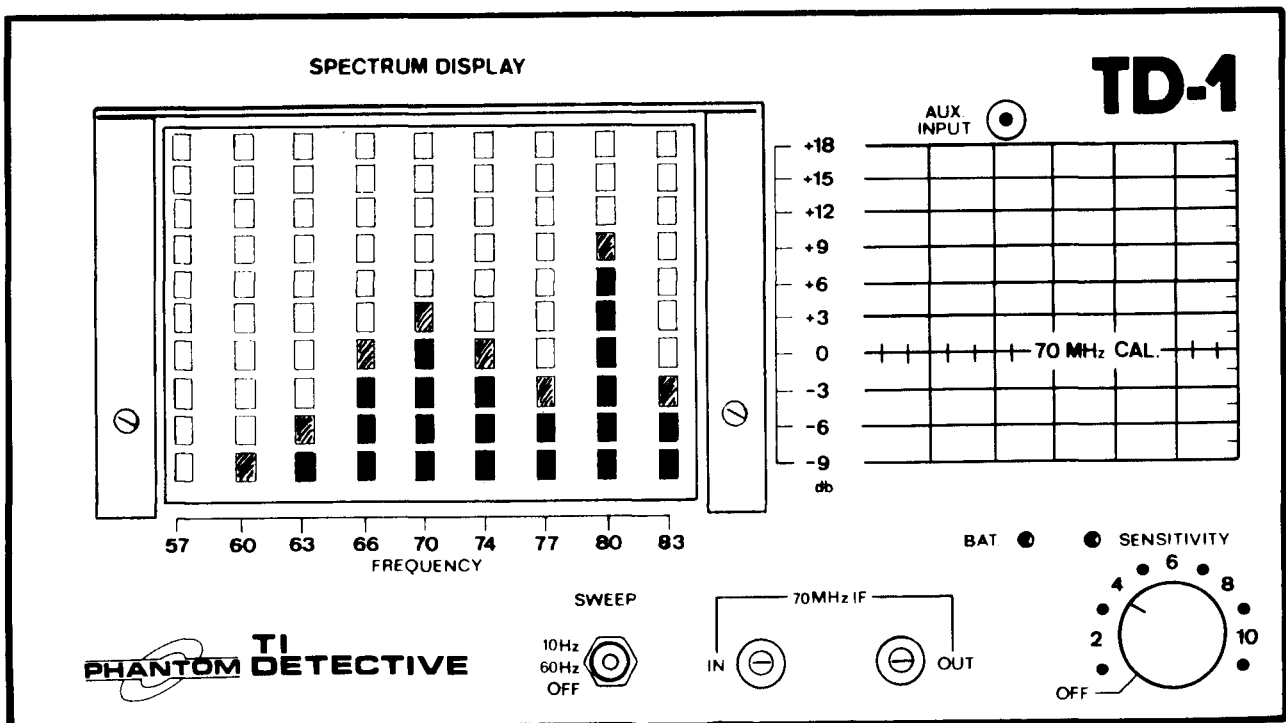 SPECTRUM DISPLAY
TD-1
AUX.
INPUT
+18
+15
+12
+9
+6
+3
0
-3
-6
-9
db
70 MHz CAL.
57 60 63 66 70 74 77 80 83
FREQUENCY
BAT. SENSITIVITY
2 4 6 8 10
OFF
SWEEP
10Hz
60Hz
OFF
70MHz IF
IN OUT
PHANTOM TI DETECTIVE